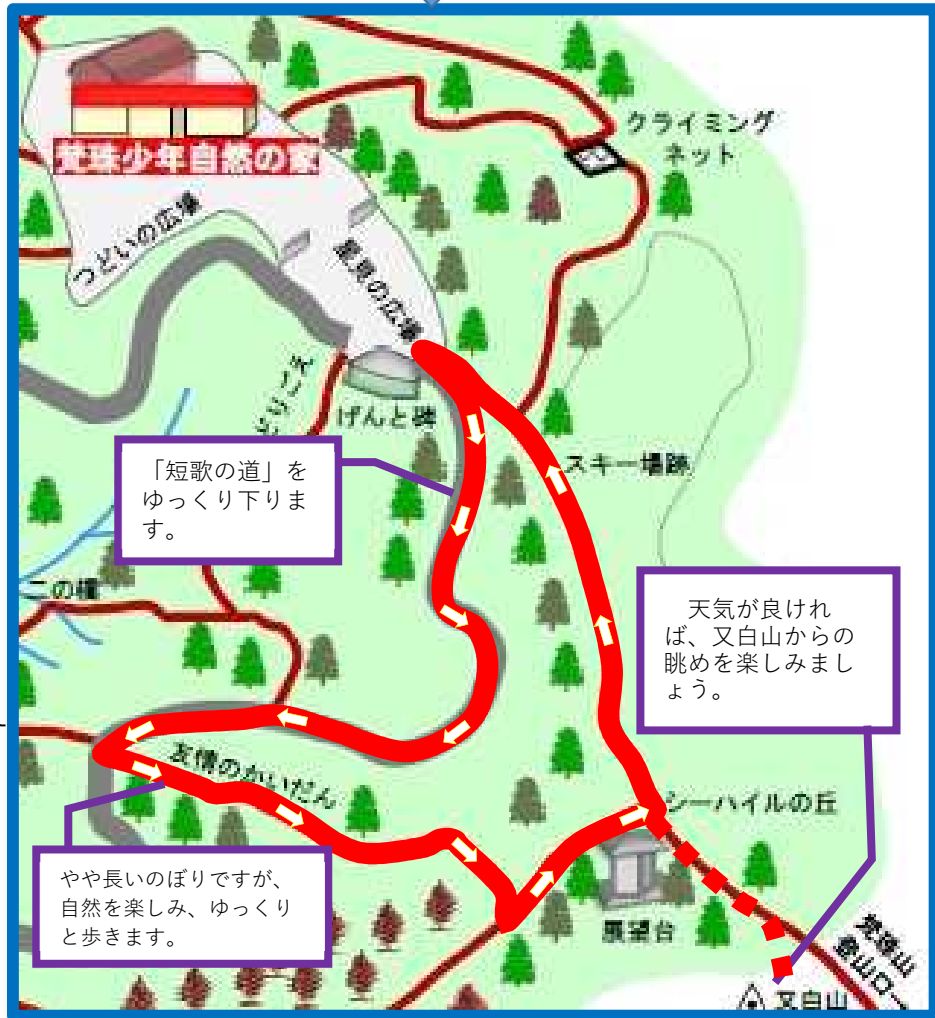 梵珠少年自然の家
クライミング
ネット
つどいの広場
星見の広場
げんと碑
スキー場跡
「短歌の道」を
ゆっくり下りま
す。
二の橋
天気が良けれ
ば、又白山からの
眺めを楽しみまし
ょう。
友情のかいだん
シーハイルの丘
やや長いのぼりですが、
自然を楽しみ、ゆっくり
と歩きます。
展望台
梵珠山
登山口へ
又白山